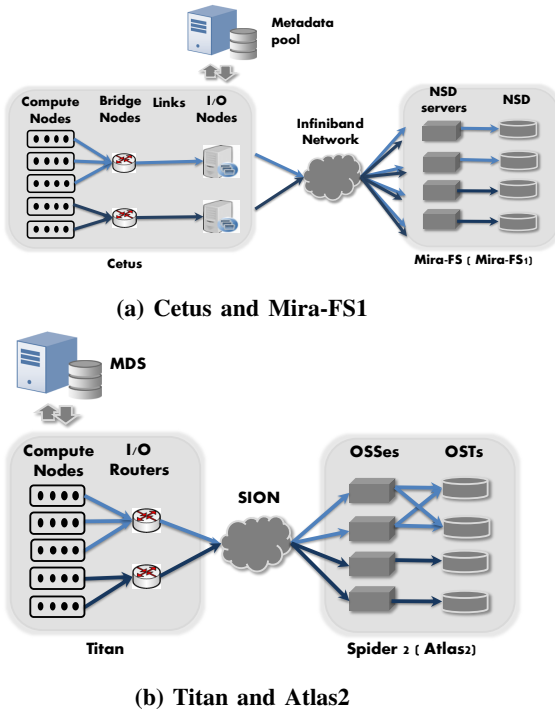 Metadata
pool
Compute
Nodes
Bridge
Nodes
Links
I/O
Nodes
Infiniband
Network
NSD
servers
NSD
Cetus
Mira-FS ( Mira-FS1)
(a) Cetus and Mira-FS1
MDS
Compute
Nodes
I/O
Routers
SION
OSSes
OSTs
Titan
Spider 2 ( Atlas2)
(b) Titan and Atlas2